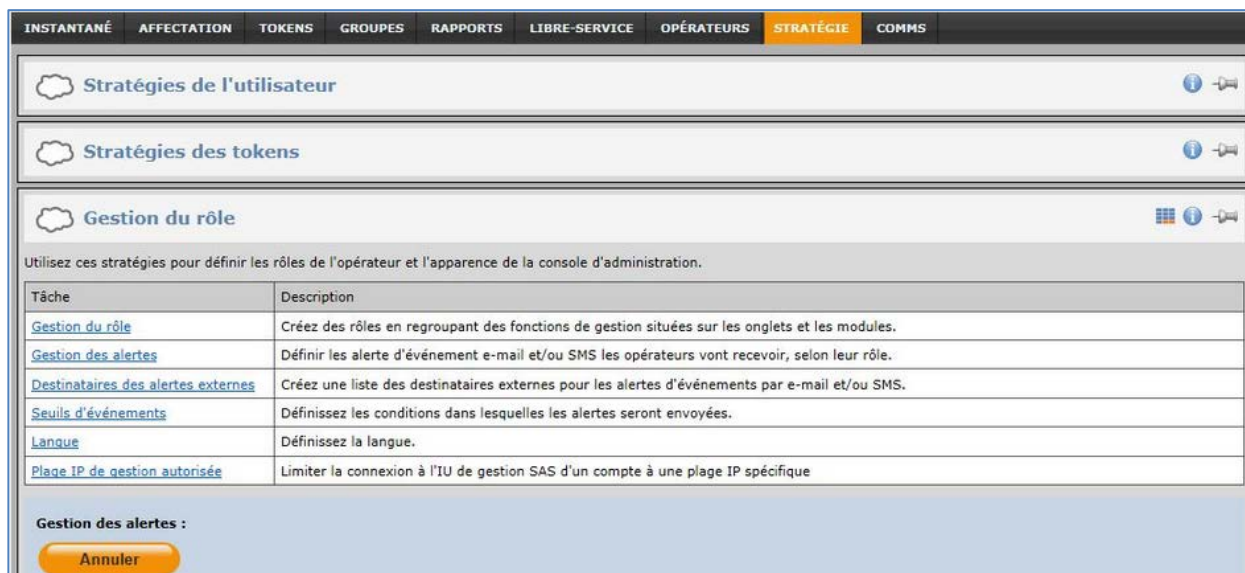 INSTANTANÉ AFFECTATION TOKENS GROUPES RAPPORTS LIBRE-SERVICE OPÉRATEURS STRATÉGIE COMMS
Stratégies de l'utilisateur
Stratégies des tokens
Gestion du rôle
Utilisez ces stratégies pour définir les rôles de l'opérateur et l'apparence de la console d'administration.
Tâche Description
Gestion du rôle Créez des rôles en regroupant des fonctions de gestion situées sur les onglets et les modules.
Gestion des alertes Définir les alerte d'événement e-mail et/ou SMS les opérateurs vont recevoir, selon leur rôle.
Destinataires des alertes externes Créez une liste des destinataires externes pour les alertes d'événements par e-mail et/ou SMS.
Seuils d'événements Définissez les conditions dans lesquelles les alertes seront envoyées.
Langue Définissez la langue.
Plage IP de gestion autorisée Limiter la connexion à l'IU de gestion SAS d'un compte à une plage IP spécifique
Gestion des alertes :
Annuler